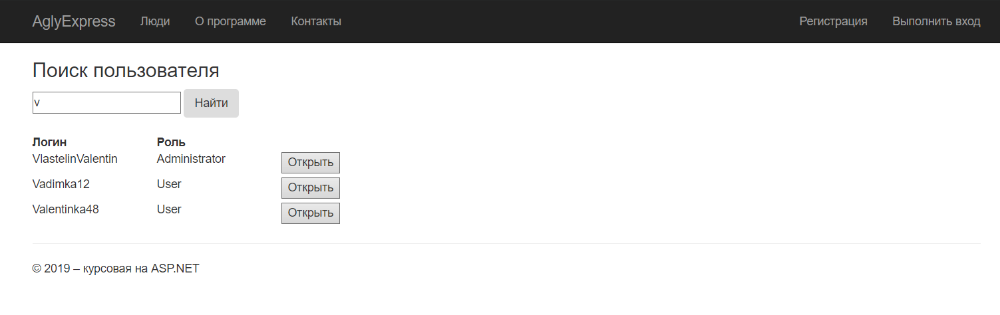 AglyExpress Люди О программе Контакты Регистрация Выполнить вход
Поиск пользователя
v Найти
Логин Роль
VlastelinValentin Administrator Открыть
Vadimka12 User Открыть
Valentinka48 User Открыть
© 2019 – курсовая на ASP.NET